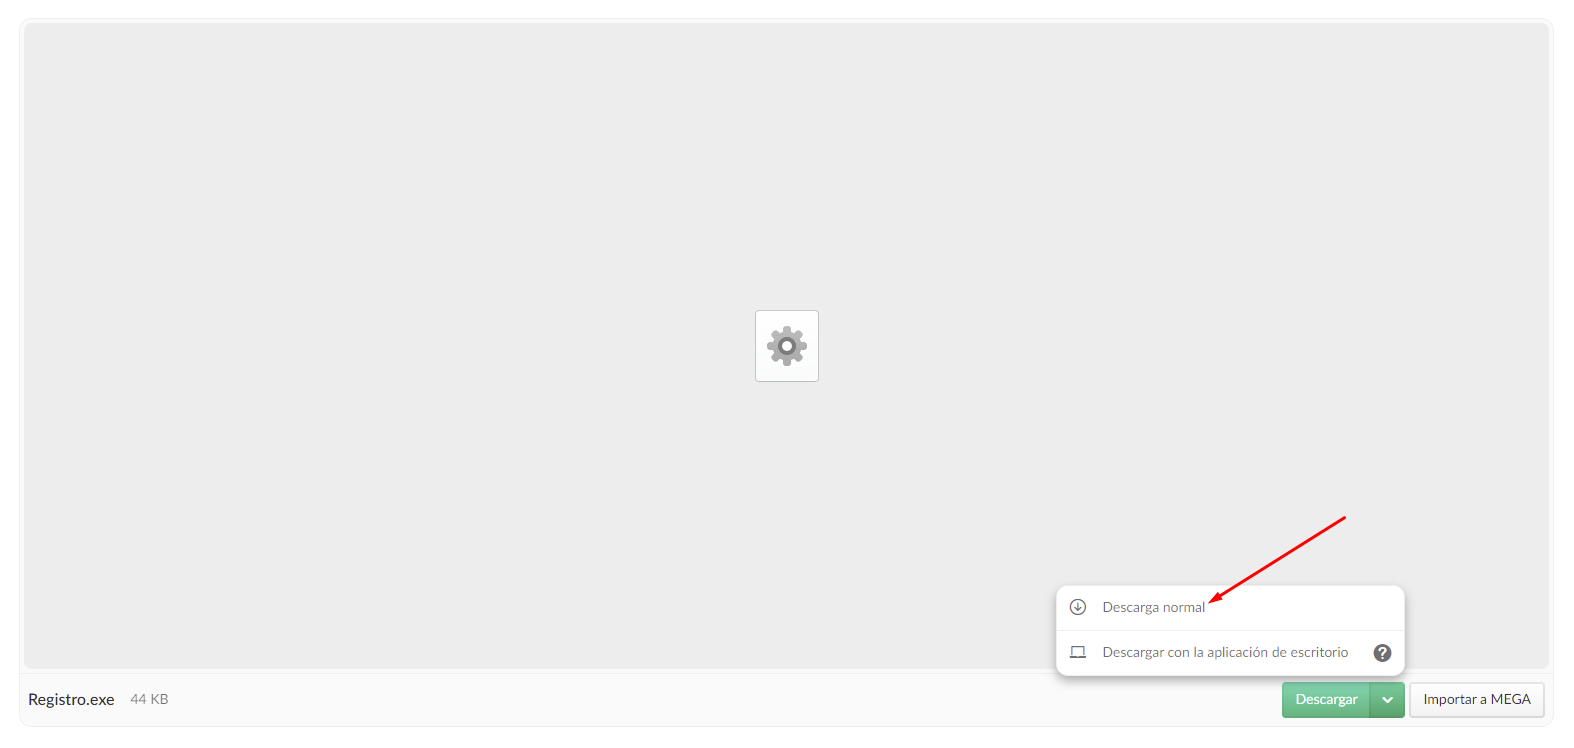 Descarga normal
Descargar con la aplicación de escritorio ?
Registro.exe 44 KB
Descargar
Importar a MEGA